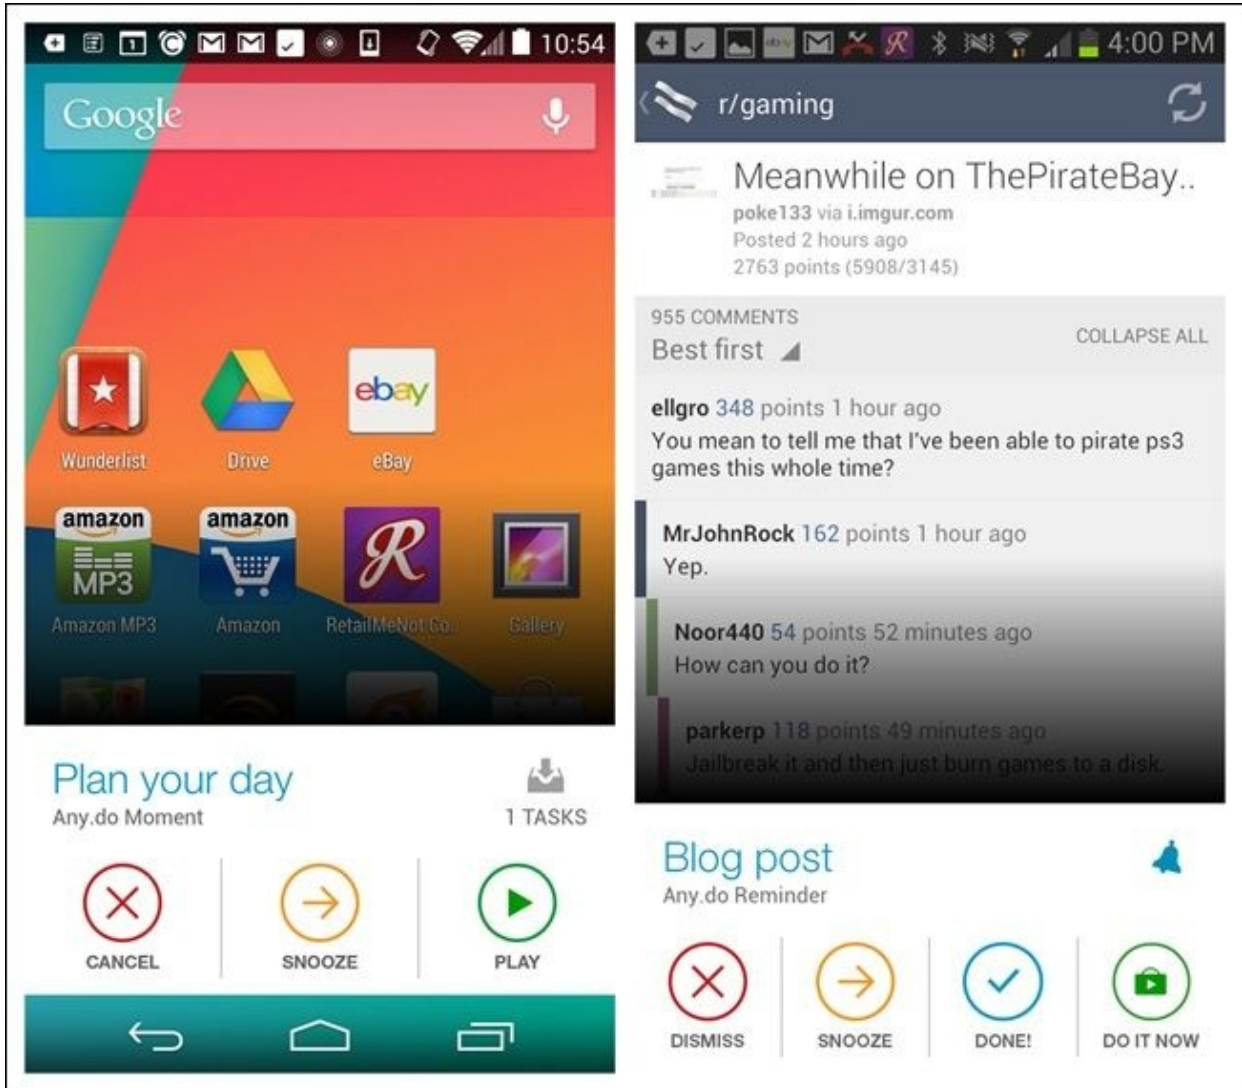 10:54
Google
ebay
Wunderlist
Drive
eBay
amazon
MP3
amazon
R
Amazon MP3
Amazon
RetailMeNot Co..
Gallery
Plan your day
Any.do Moment
1 TASKS
CANCEL
SNOOZE
PLAY
4:00 PM
r/gaming
Meanwhile on ThePirateBay..
poke133 via i.imgur.com
Posted 2 hours ago
2763 points (5908/3145)
955 COMMENTS
Best first
COLLAPSE ALL
ellgro 348 points 1 hour ago
You mean to tell me that I've been able to pirate ps3
games this whole time?
MrJohnRock 162 points 1 hour ago
Yep.
Noor440 54 points 52 minutes ago
How can you do it?
parkerp 118 points 49 minutes ago
Jailbreak it and then just burn games to a disk.
Blog post
Any.do Reminder
DISMISS
SNOOZE
DONE!
DO IT NOW